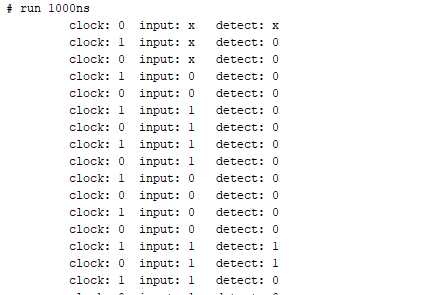 # run 1000ns
clock: 0 input: x detect: x
clock: 1 input: x detect: 0
clock: 0 input: x detect: 0
clock: 1 input: 0 detect: 0
clock: 0 input: 0 detect: 0
clock: 1 input: 1 detect: 0
clock: 0 input: 1 detect: 0
clock: 1 input: 1 detect: 0
clock: 0 input: 1 detect: 0
clock: 1 input: 0 detect: 0
clock: 0 input: 0 detect: 0
clock: 1 input: 0 detect: 0
clock: 0 input: 0 detect: 0
clock: 1 input: 1 detect: 1
clock: 0 input: 1 detect: 1
clock: 1 input: 1 detect: 0